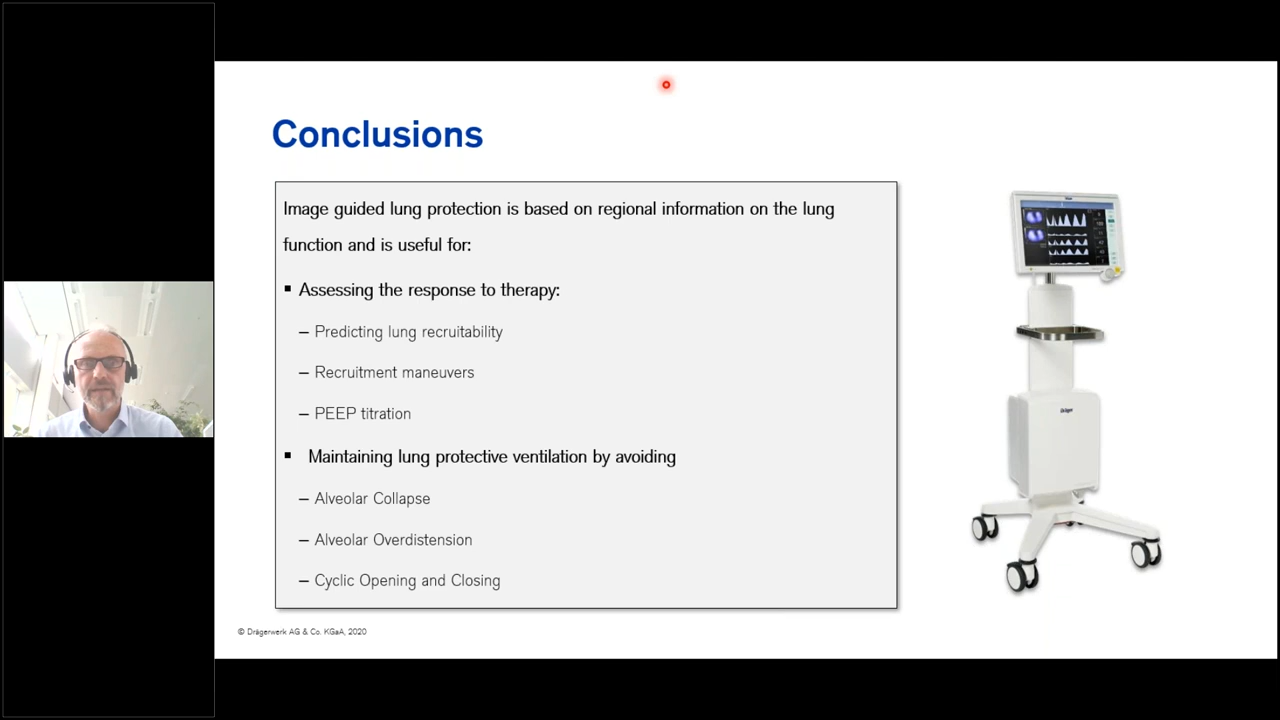 Conclusions
Image guided lung protection is based on regional information on the lung
function and is useful for:
▪ Assessing the response to therapy:
– Predicting lung recruitability
– Recruitment maneuvers
– PEEP titration
▪ Maintaining lung protective ventilation by avoiding
– Alveolar Collapse
– Alveolar Overdistension
– Cyclic Opening and Closing
Dräger
© Drägerwerk AG & Co. KGaA, 2020